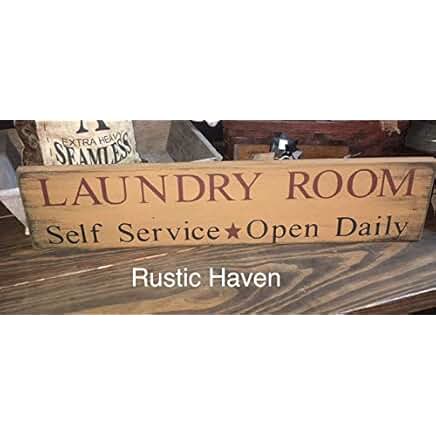 EXTRA HEAVY
SEAMLESS
LAUNDRY ROOM
Self Service★Open Daily
Rustic Haven